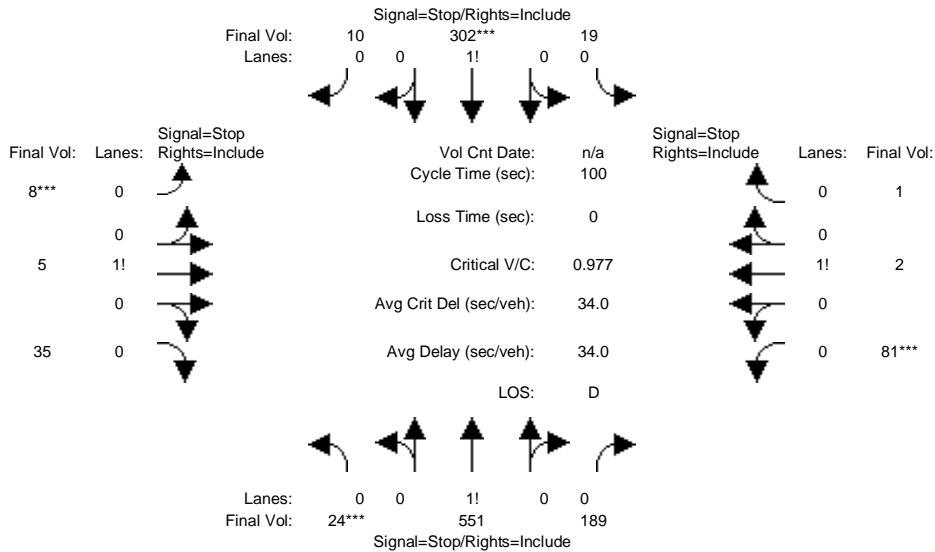 Signal=Stop/Rights=Include
Final Vol: 10 302*** 19
Lanes: 0 0 1! 0 0
Signal=Stop Signal=Stop
Final Vol: Lanes: Rights=Include Vol Cnt Date: n/a Rights=Include Lanes: Final Vol:
Cycle Time (sec): 100
8*** 0 0 1
Loss Time (sec): 0
0 0
5 1! Critical V/C: 0.977 1! 2
0 Avg Crit Del (sec/veh): 34.0 0
35 0 Avg Delay (sec/veh): 34.0 0 81***
LOS: D
Lanes: 0 0 1! 0 0
Final Vol: 24*** 551 189
Signal=Stop/Rights=Include